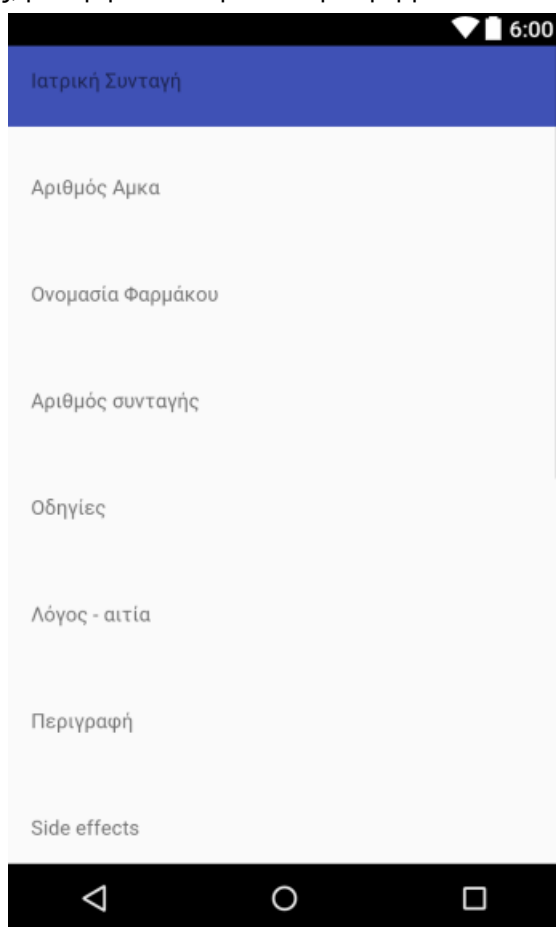 6:00
Ιατρική Συνταγή
Αριθμός Αμκα
Ονομασία Φαρμάκου
Αριθμός συνταγής
Οδηγίες
Λόγος - αιτία
Περιγραφή
Side effects